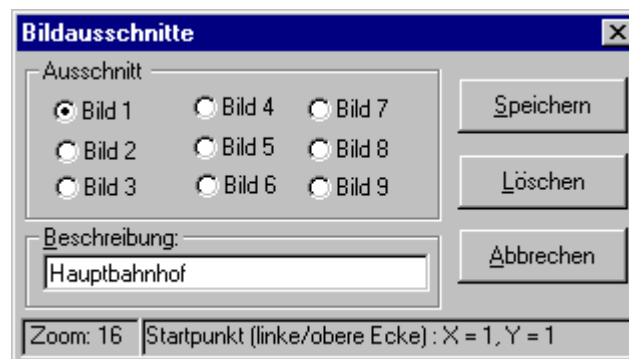 Bildausschnitte
Ausschnitt
Bild 1 Bild 4 Bild 7
Bild 2 Bild 5 Bild 8
Bild 3 Bild 6 Bild 9
Speichern
Löschen
Abbrechen
Beschreibung:
Hauptbahnhof
Zoom: 16 Startpunkt (linke/obere Ecke) : X = 1, Y = 1